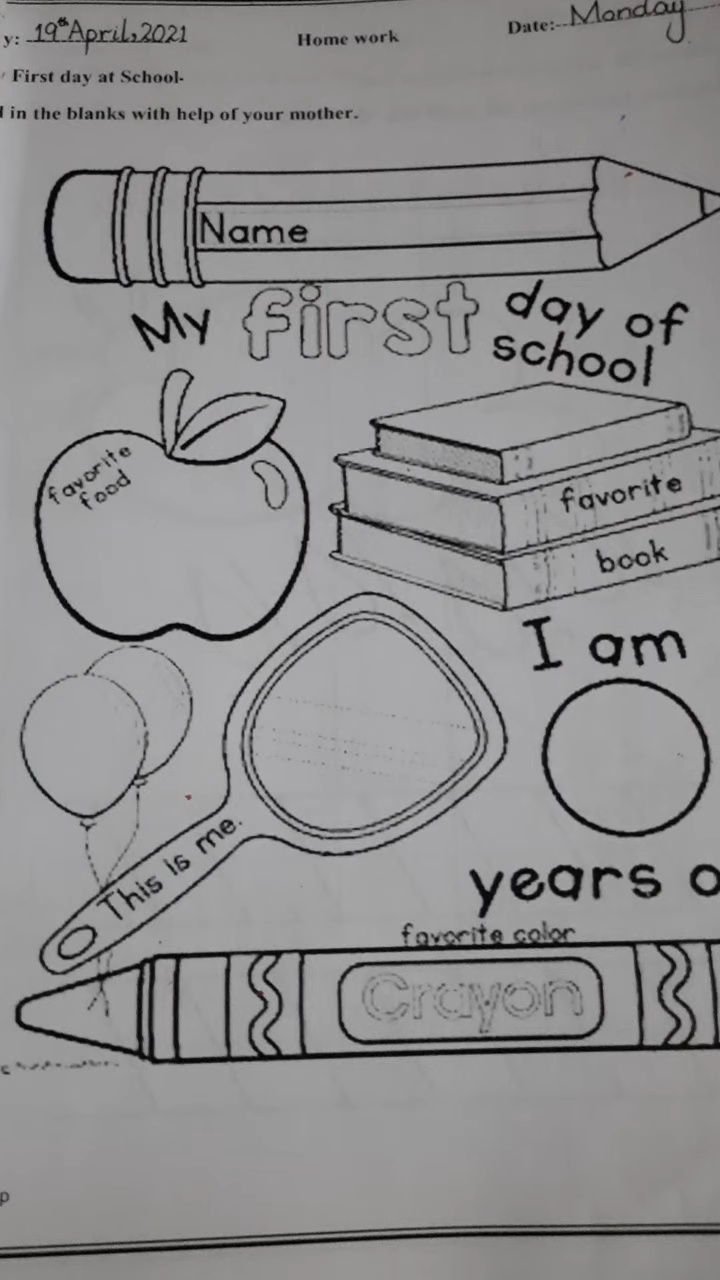 y: 19th April, 2021 Home work Date:- Monday
First day at School-
in the blanks with help of your mother.
Name
My first day of school
favorite food
favorite
book
I am
This is me.
years o
favorite color
Crayon
p